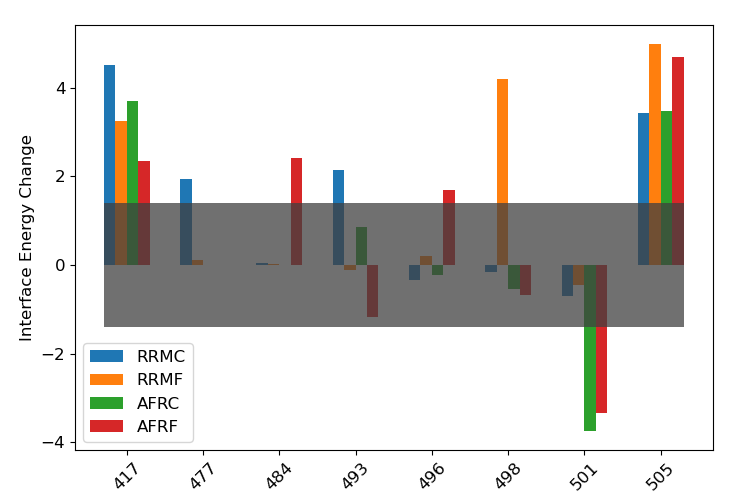 Interface Energy Change
4
2
0
−2
−4
RRMC
RRMF
AFRC
AFRF
417 477 484 493 496 498 501 505